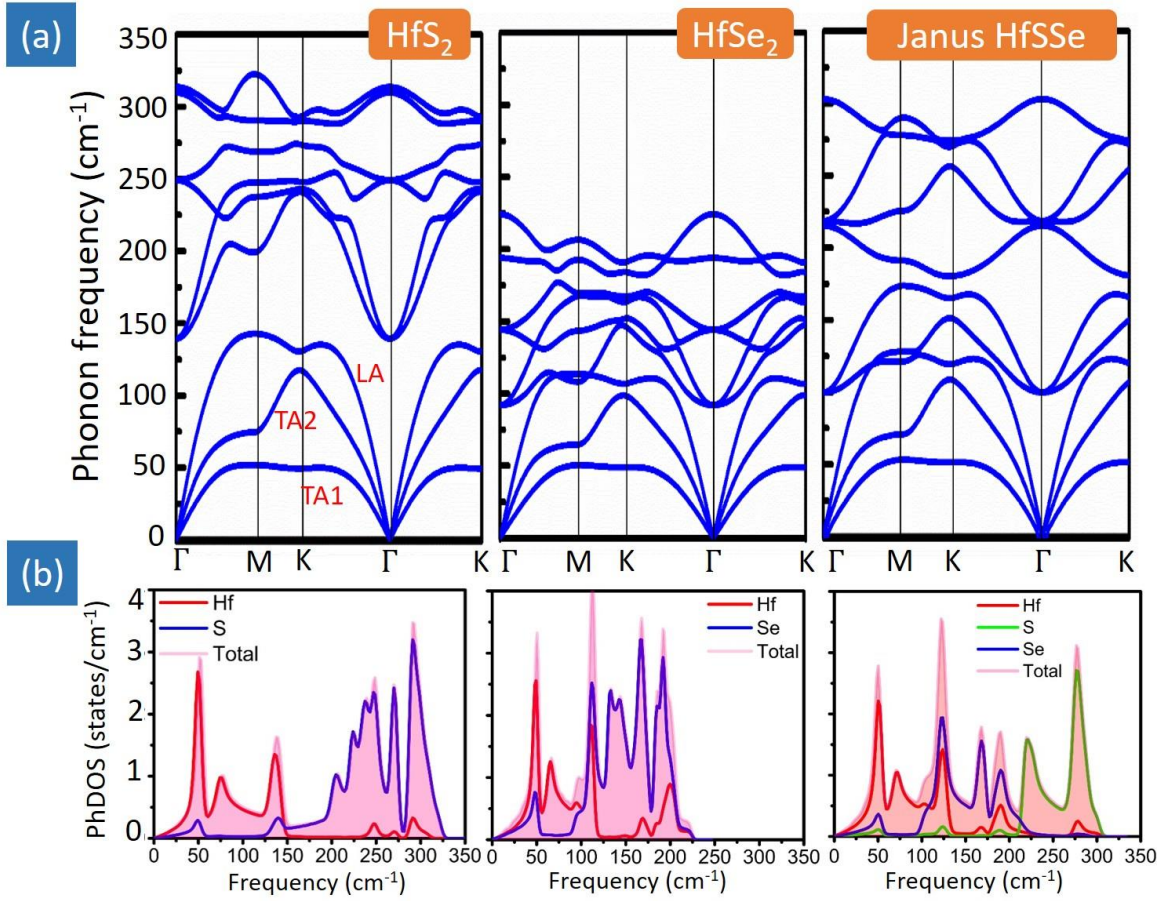 (a)
HfS₂
HfSe₂
Janus HfSSe
Phonon frequency (cm⁻¹)
350
300
250
200
150
100
50
0
LA
TA2
TA1
Γ M K Γ K
Γ M K Γ K
Γ M K Γ K
(b)
PhDOS (states/cm⁻¹)
4
3
2
1
0
Hf
S
Total
0 50 100 150 200 250 300 350
Frequency (cm⁻¹)
Hf
Se
Total
0 50 100 150 200 250 300 350
Frequency (cm⁻¹)
Hf
S
Se
Total
0 50 100 150 200 250 300 350
Frequency (cm⁻¹)